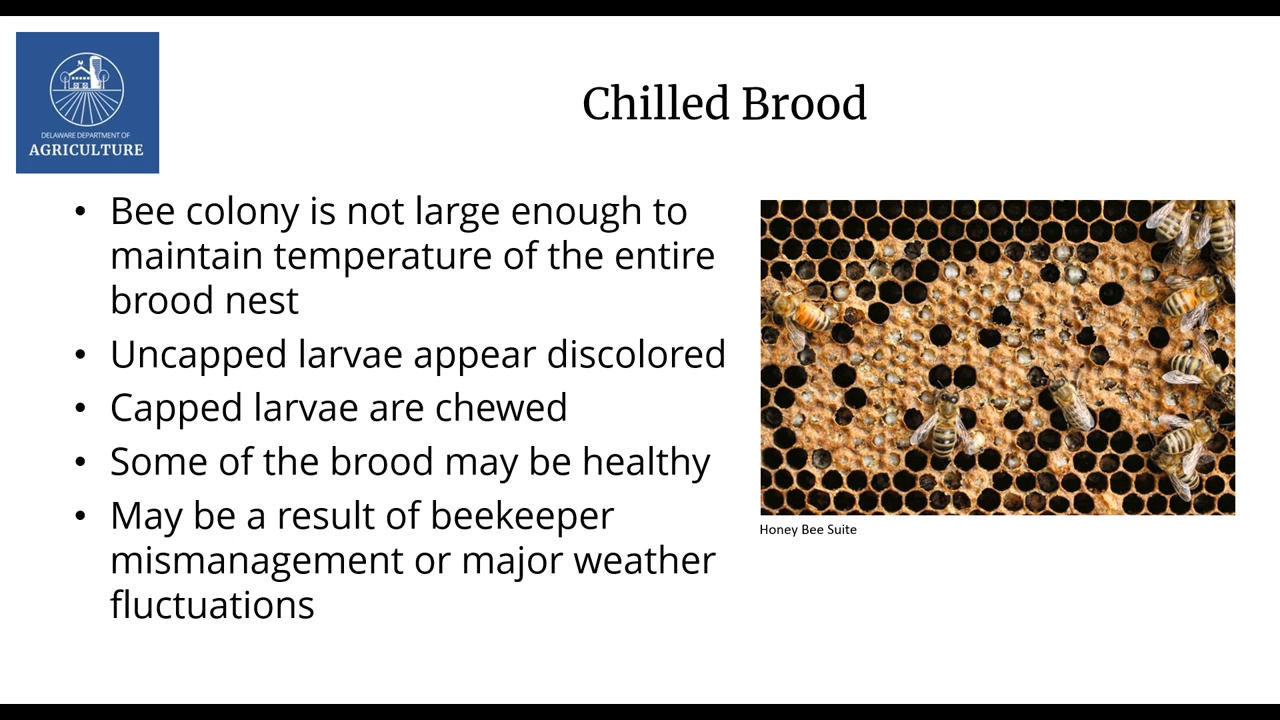 DELAWARE DEPARTMENT OF
AGRICULTURE
Chilled Brood
• Bee colony is not large enough to
maintain temperature of the entire
brood nest
• Uncapped larvae appear discolored
• Capped larvae are chewed
• Some of the brood may be healthy
• May be a result of beekeeper
mismanagement or major weather
fluctuations
Honey Bee Suite